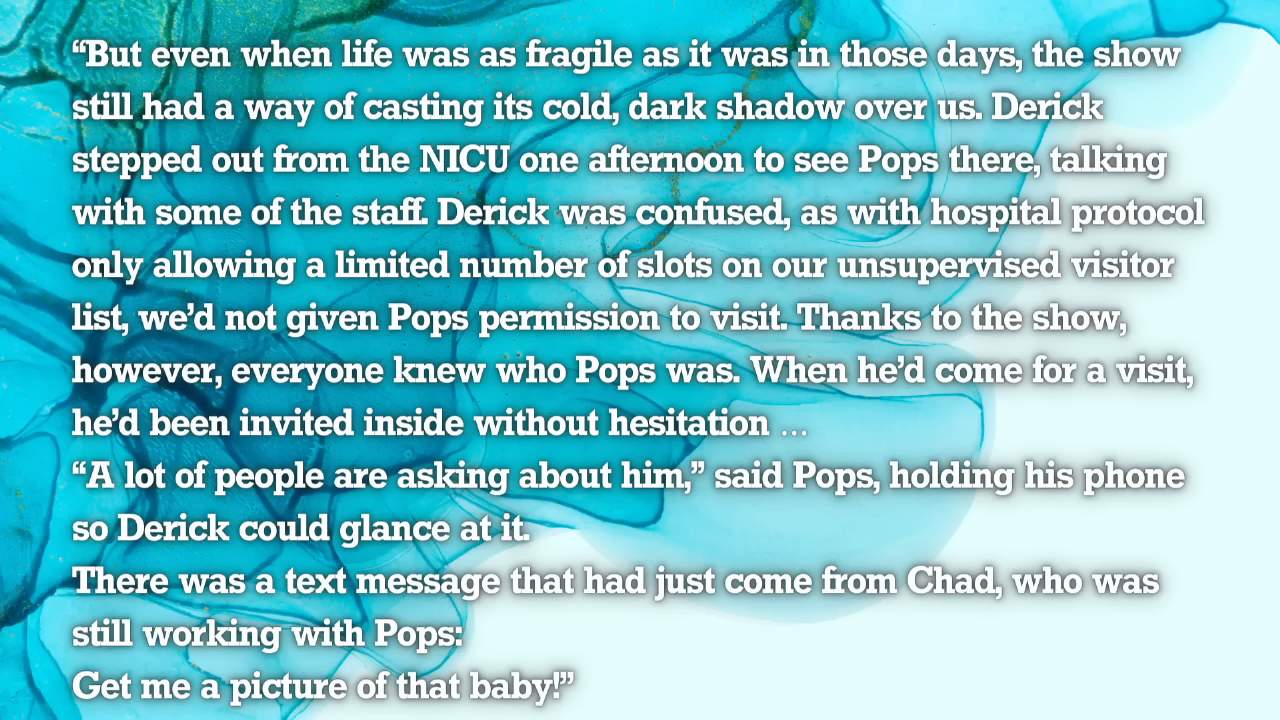 “But even when life was as fragile as it was in those days, the show
still had a way of casting its cold, dark shadow over us. Derick
stepped out from the NICU one afternoon to see Pops there, talking
with some of the staff. Derick was confused, as with hospital protocol
only allowing a limited number of slots on our unsupervised visitor
list, we’d not given Pops permission to visit. Thanks to the show,
however, everyone knew who Pops was. When he’d come for a visit,
he’d been invited inside without hesitation …
“A lot of people are asking about him,” said Pops, holding his phone
so Derick could glance at it.
There was a text message that had just come from Chad, who was
still working with Pops:
Get me a picture of that baby!”